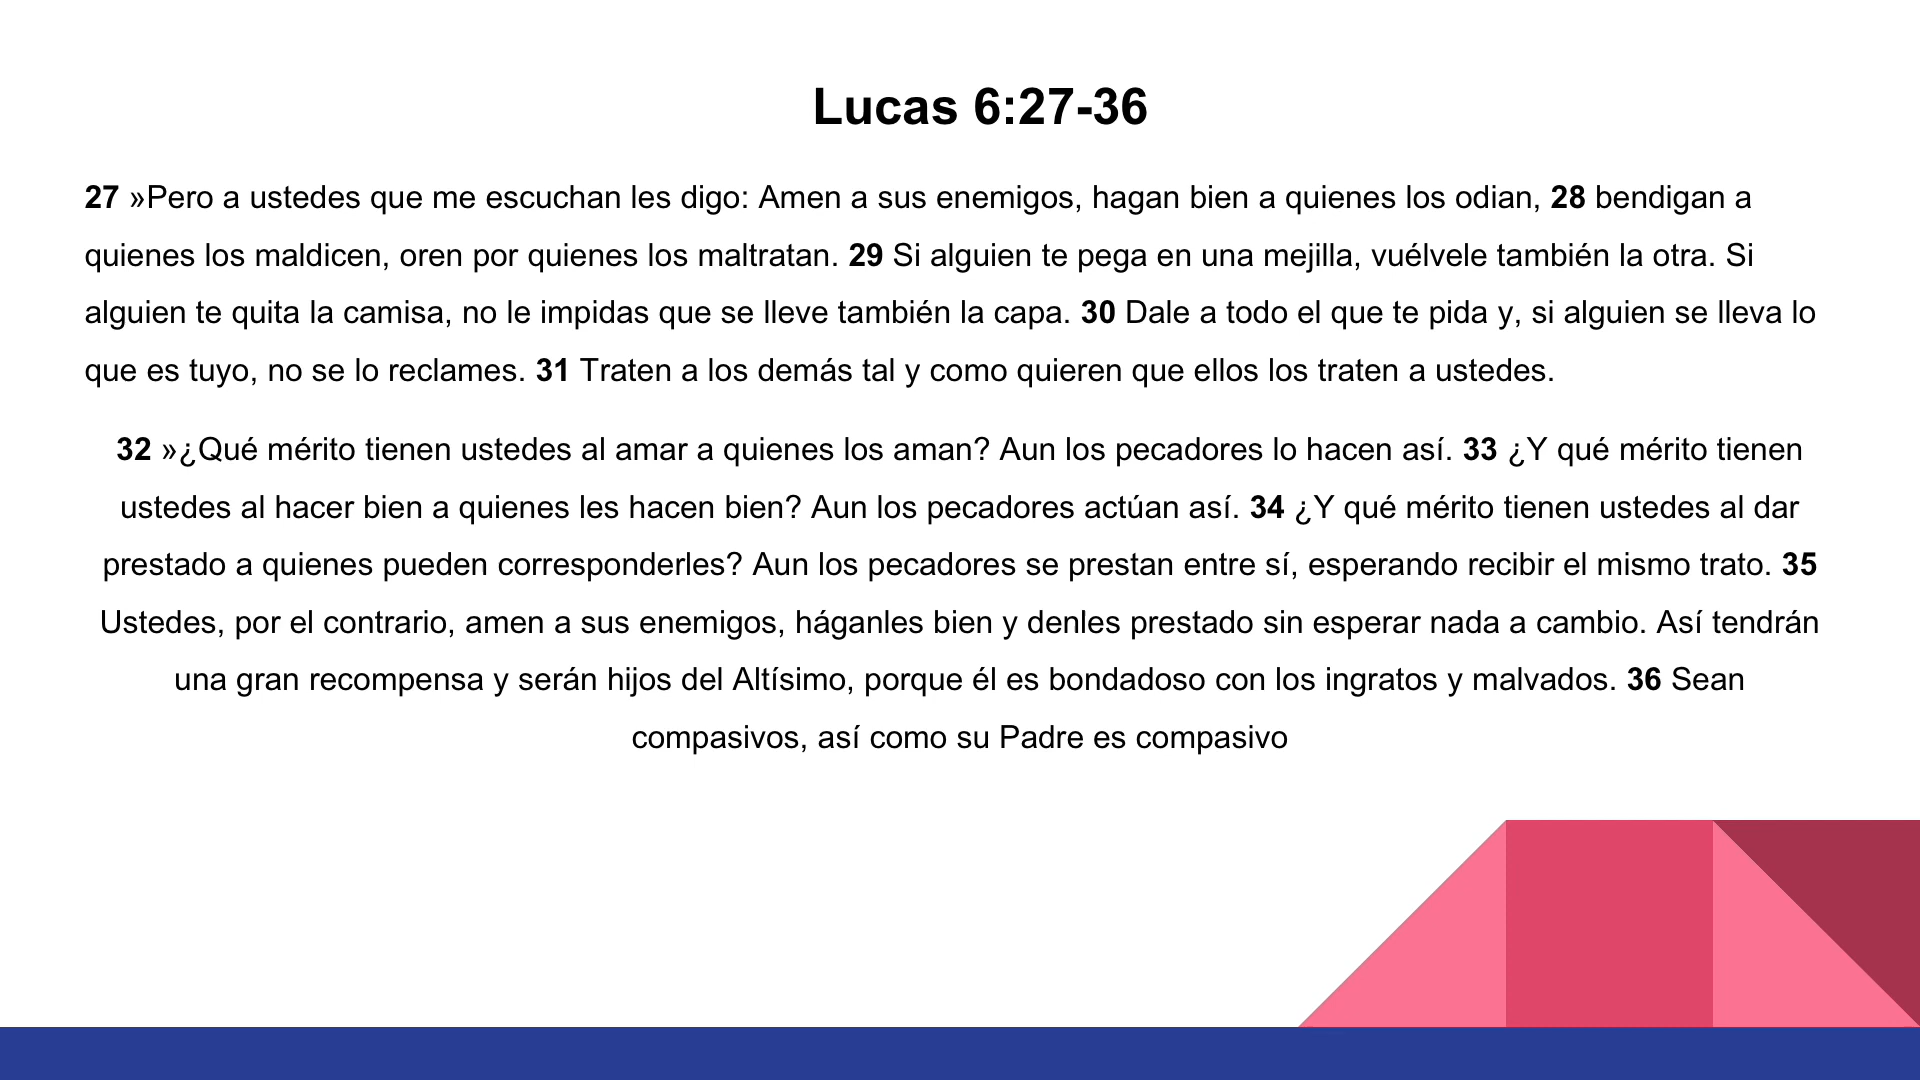 Lucas 6:27-36
27 »Pero a ustedes que me escuchan les digo: Amen a sus enemigos, hagan bien a quienes los odian, 28 bendigan a
quienes los maldicen, oren por quienes los maltratan. 29 Si alguien te pega en una mejilla, vuélvele también la otra. Si
alguien te quita la camisa, no le impidas que se lleve también la capa. 30 Dale a todo el que te pida y, si alguien se lleva lo
que es tuyo, no se lo reclames. 31 Traten a los demás tal y como quieren que ellos los traten a ustedes.
32 »¿Qué mérito tienen ustedes al amar a quienes los aman? Aun los pecadores lo hacen así. 33 ¿Y qué mérito tienen
ustedes al hacer bien a quienes les hacen bien? Aun los pecadores actúan así. 34 ¿Y qué mérito tienen ustedes al dar
prestado a quienes pueden corresponderles? Aun los pecadores se prestan entre sí, esperando recibir el mismo trato. 35
Ustedes, por el contrario, amen a sus enemigos, háganles bien y denles prestado sin esperar nada a cambio. Así tendrán
una gran recompensa y serán hijos del Altísimo, porque él es bondadoso con los ingratos y malvados. 36 Sean
compasivos, así como su Padre es compasivo